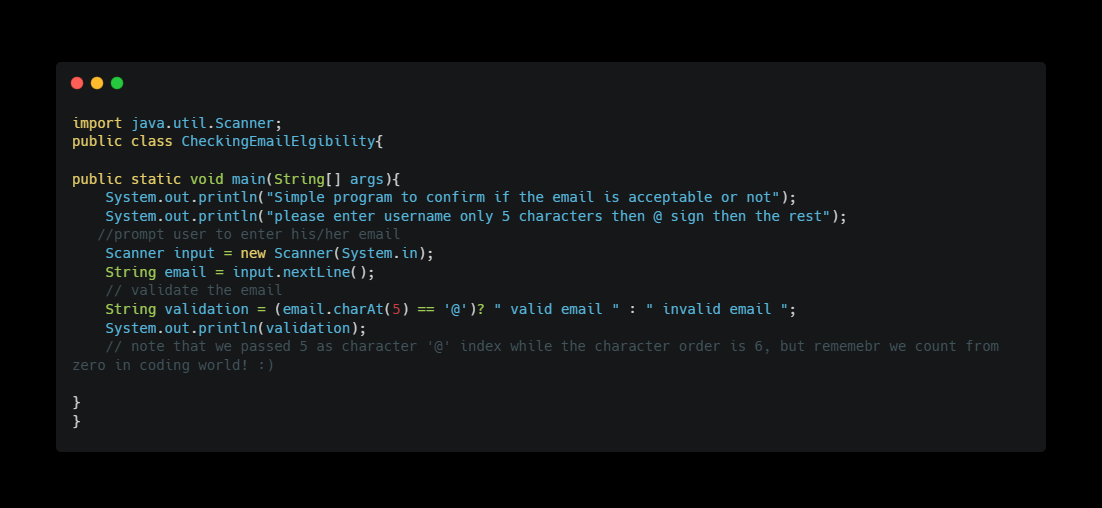 import java.util.Scanner;
public class CheckingEmailElgibility{
public static void main(String[] args){
System.out.println("Simple program to confirm if the email is acceptable or not");
System.out.println("please enter username only 5 characters then @ sign then the rest");
//prompt user to enter his/her email
Scanner input = new Scanner(System.in);
String email = input.nextLine();
// validate the email
String validation = (email.charAt(5) == '@')? " valid email " : " invalid email ";
System.out.println(validation);
// note that we passed 5 as character '@' index while the character order is 6, but rememebr we count from
zero in coding world! :)
}
}